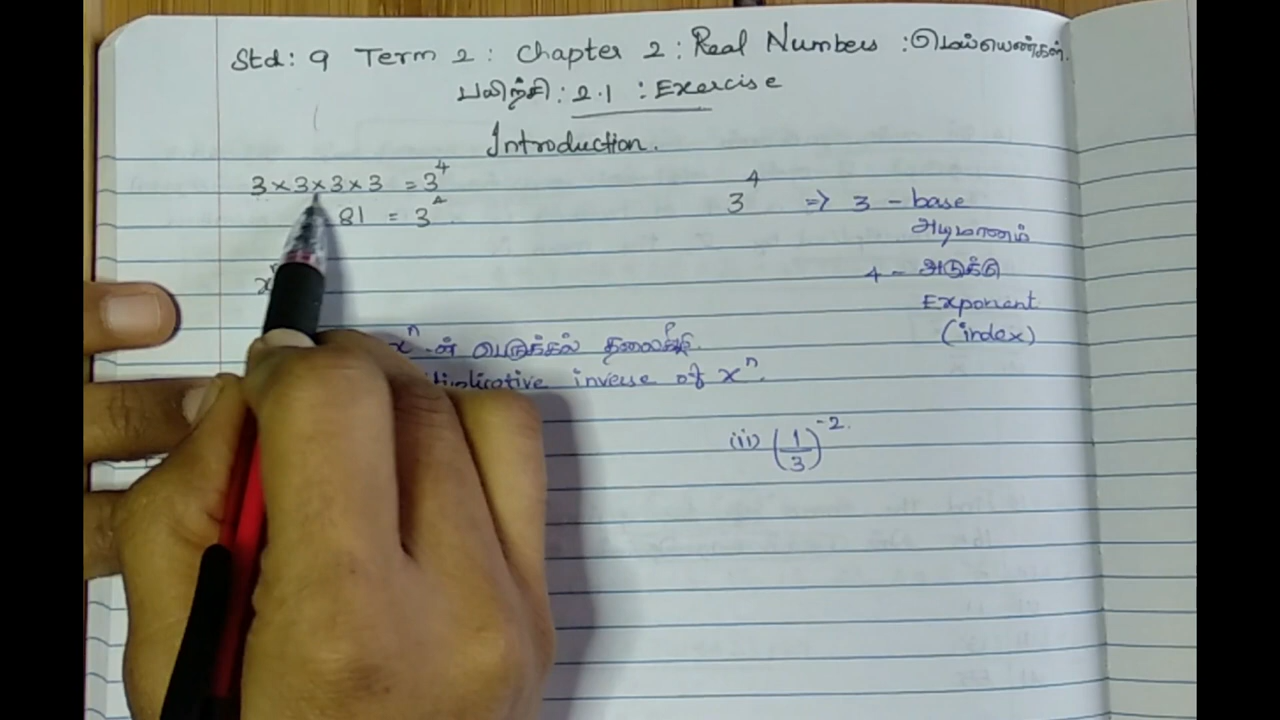 Std: 9 Term 2 : Chapter 2 : Real Numbers : மெய்யெண்கள்.
பயிற்சி : 2.1 : Exercise
Introduction.
3 × 3 × 3 × 3 = 3⁴
81 = 3⁴
3⁴ => 3 - base
அடிமானம்
4 - அடுக்கு
Exponent
(index)
xⁿ-ன் பெருக்கல் தலைகீழி.
inverse of xⁿ.
(ii) (1/3)⁻².